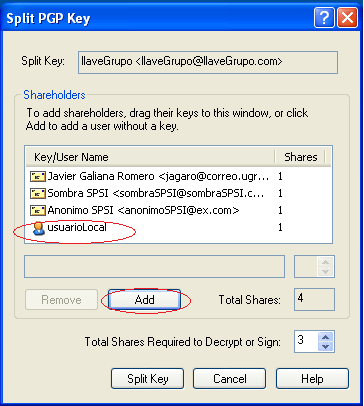 Split PGP Key
Split Key: llaveGrupo <llaveGrupo@llaveGrupo.com>
Shareholders
To add shareholders, drag their keys to this window, or click
Add to add a user without a key.
Key/User Name Shares
Javier Galiana Romero <jagaro@correo.ugr... 1
Sombra SPSI <sombraSPSI@sombraSPSI.c... 1
Anonimo SPSI <anonimoSPSI@ex.com> 1
usuarioLocal 1
Remove Add Total Shares: 4
Total Shares Required to Decrypt or Sign: 3
Split Key Cancel Help